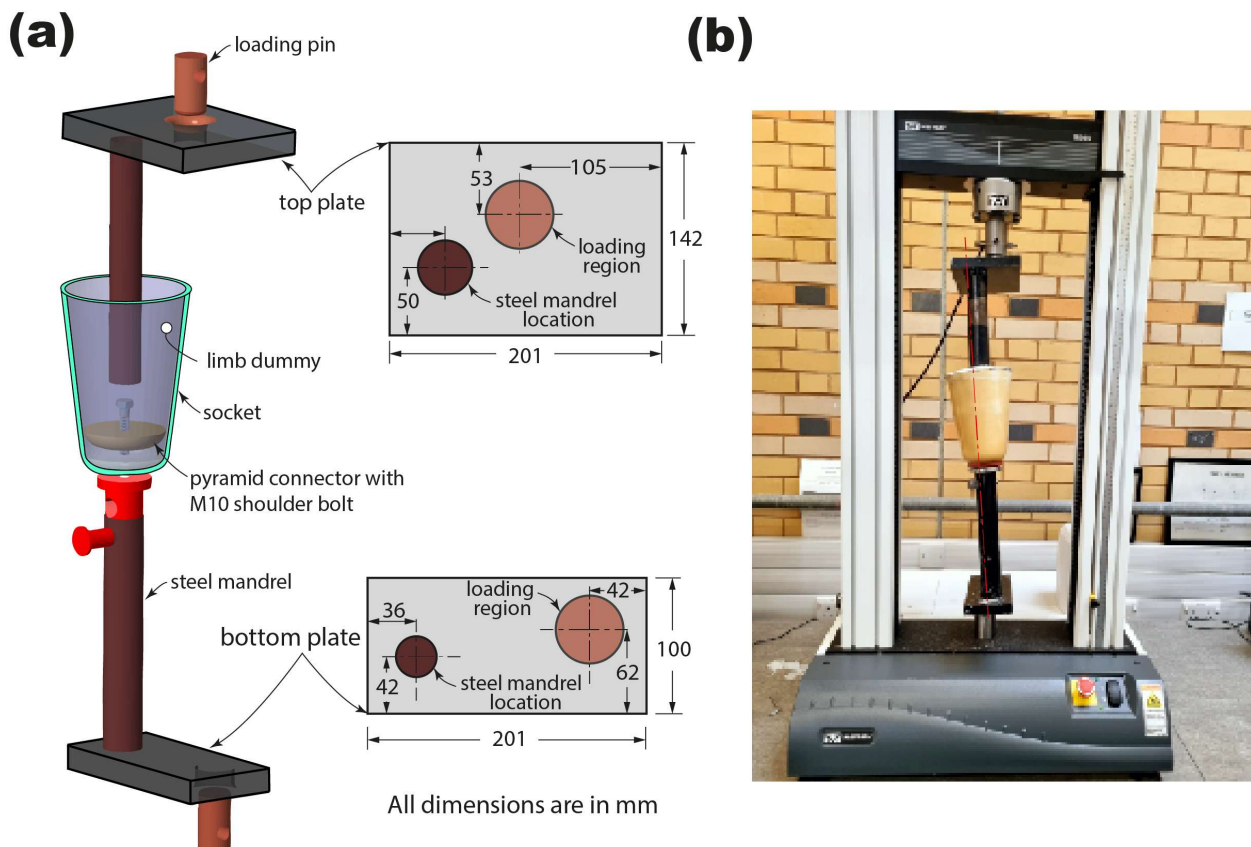 (a)
loading pin
top plate
53
105
142
50
201
loading
region
steel mandrel
location
limb dummy
socket
pyramid connector with
M10 shoulder bolt
steel mandrel
bottom plate
36
42
loading
region
42
100
62
steel mandrel
location
201
All dimensions are in mm
(b)